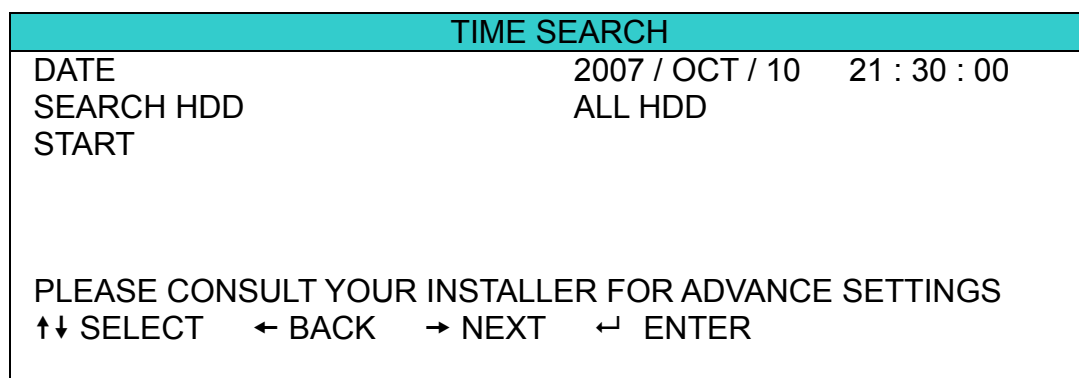 TIME SEARCH
DATE 2007 / OCT / 10 21 : 30 : 00
SEARCH HDD ALL HDD
START
PLEASE CONSULT YOUR INSTALLER FOR ADVANCE SETTINGS
↑↓ SELECT ← BACK → NEXT ↵ ENTER